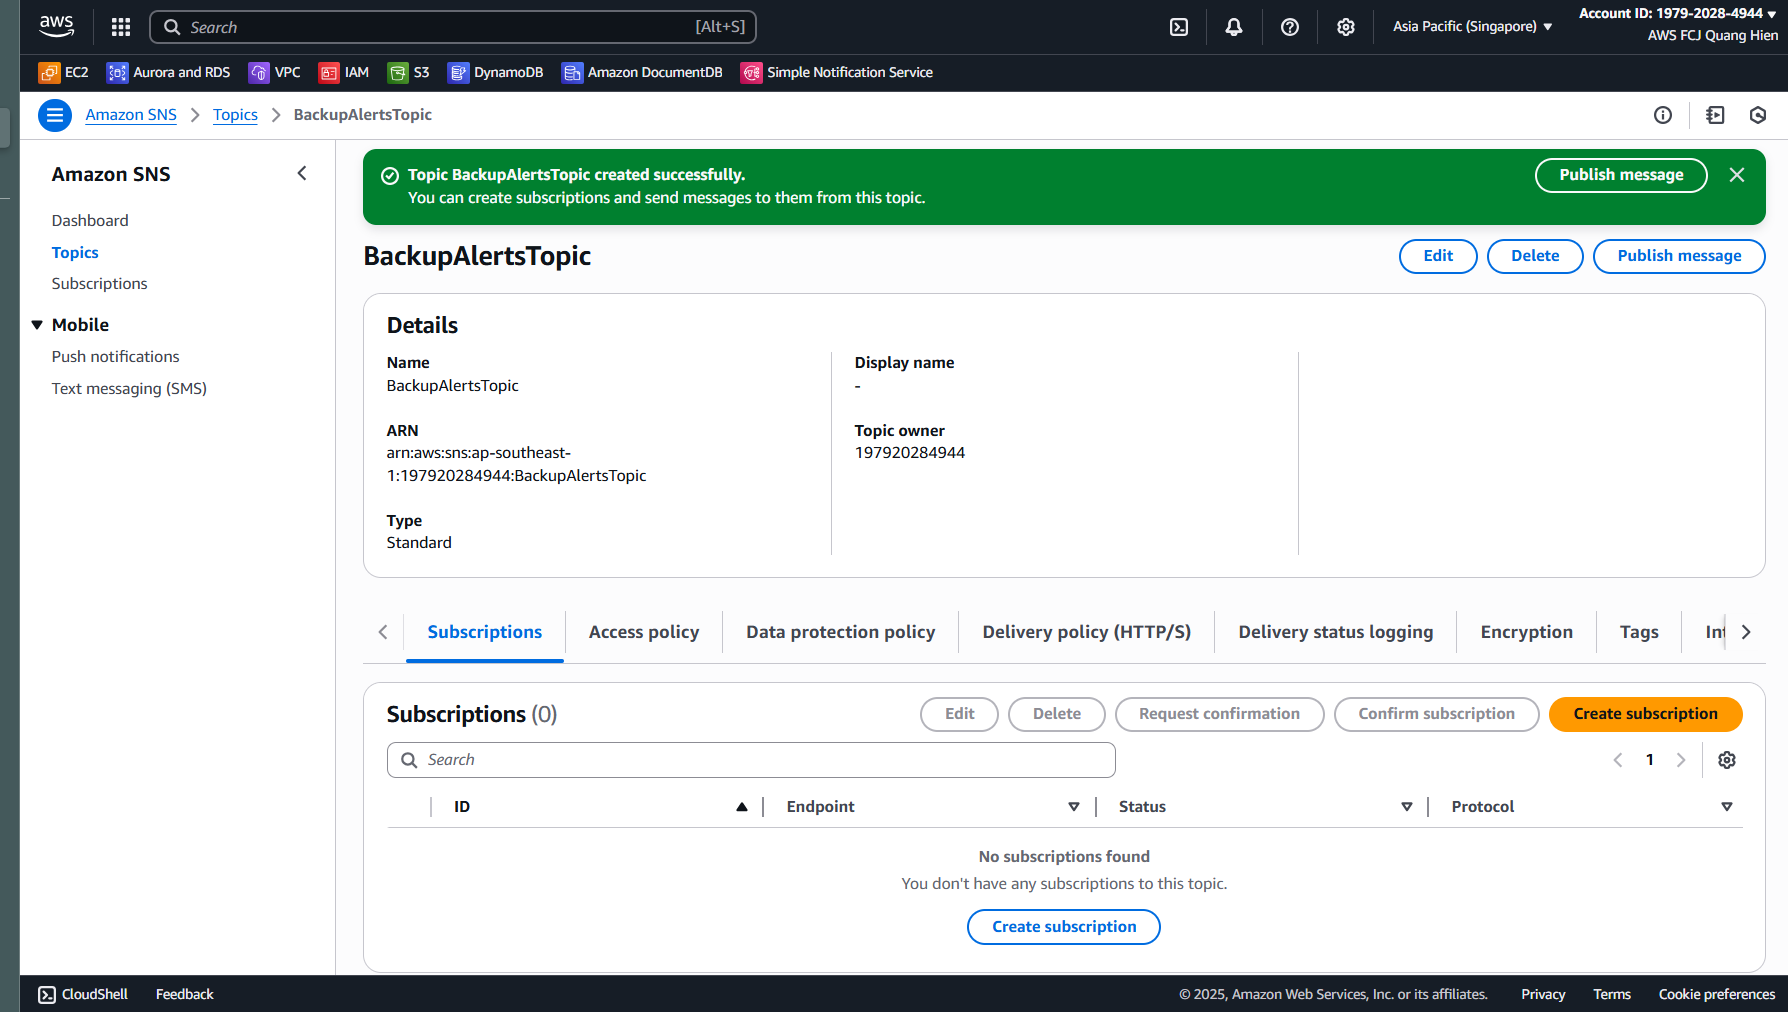 aws
Search
[Alt+S]
Asia Pacific (Singapore)
Account ID: 1979-2028-4944
AWS FCJ Quang Hien
EC2
Aurora and RDS
VPC
IAM
S3
DynamoDB
Amazon DocumentDB
Simple Notification Service
Amazon SNS
Topics
BackupAlertsTopic
Amazon SNS
Dashboard
Topics
Subscriptions
Mobile
Push notifications
Text messaging (SMS)
Topic BackupAlertsTopic created successfully.
You can create subscriptions and send messages to them from this topic.
Publish message
BackupAlertsTopic
Edit
Delete
Publish message
Details
Name
BackupAlertsTopic
ARN
arn:aws:sns:ap-southeast-
1:197920284944:BackupAlertsTopic
Type
Standard
Display name
-
Topic owner
197920284944
Subscriptions
Access policy
Data protection policy
Delivery policy (HTTP/S)
Delivery status logging
Encryption
Tags
Subscriptions (0)
Edit
Delete
Request confirmation
Confirm subscription
Create subscription
Search
1
ID
Endpoint
Status
Protocol
No subscriptions found
You don't have any subscriptions to this topic.
Create subscription
CloudShell
Feedback
© 2025, Amazon Web Services, Inc. or its affiliates.
Privacy
Terms
Cookie preferences